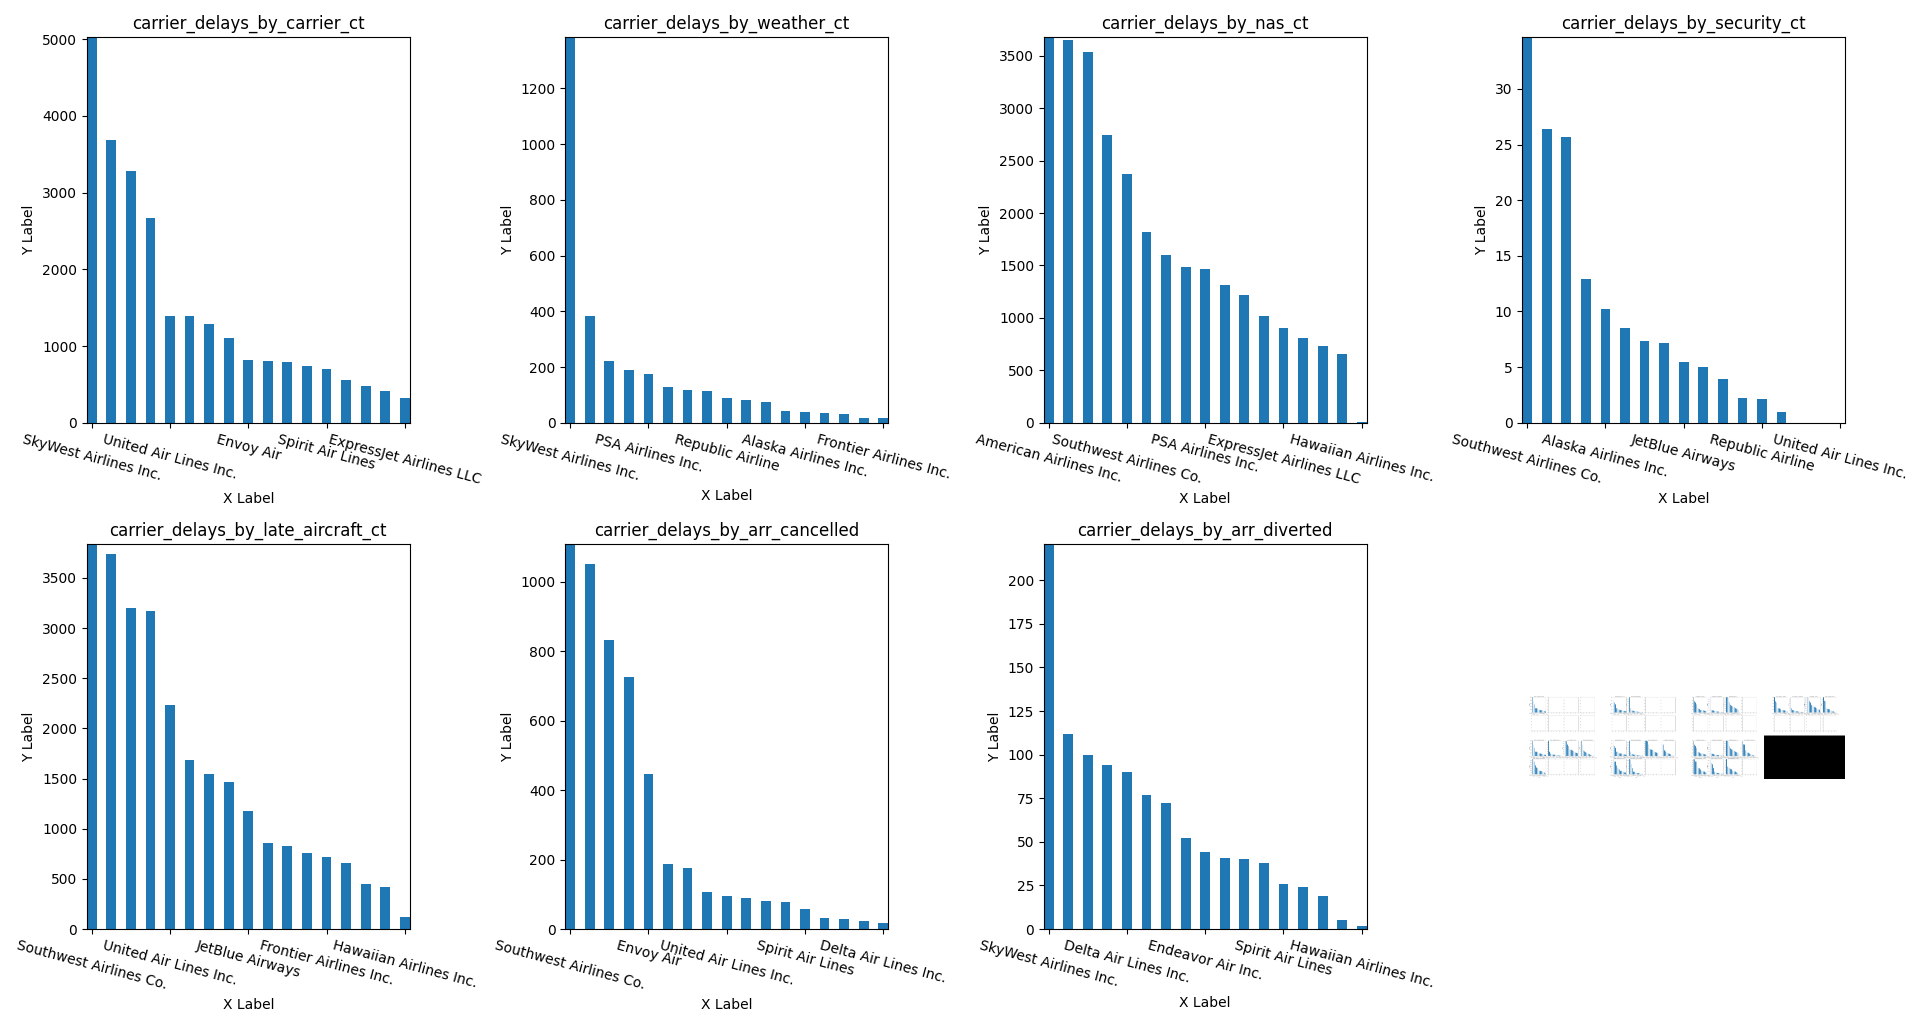 carrier_delays_by_carrier_ct
5000
4000
3000
2000
1000
0
Y Label
SkyWest Airlines Inc.
United Air Lines Inc.
Envoy Air
Spirit Air Lines
ExpressJet Airlines LLC
X Label
carrier_delays_by_weather_ct
1200
1000
800
600
400
200
0
Y Label
SkyWest Airlines Inc.
PSA Airlines Inc.
Republic Airline
Alaska Airlines Inc.
Frontier Airlines Inc.
X Label
carrier_delays_by_nas_ct
3500
3000
2500
2000
1500
1000
500
0
Y Label
American Airlines Inc.
Southwest Airlines Co.
PSA Airlines Inc.
ExpressJet Airlines LLC
Hawaiian Airlines Inc.
X Label
carrier_delays_by_security_ct
30
25
20
15
10
5
0
Y Label
Southwest Airlines Co.
Alaska Airlines Inc.
JetBlue Airways
Republic Airline
United Air Lines Inc.
X Label
carrier_delays_by_late_aircraft_ct
3500
3000
2500
2000
1500
1000
500
0
Y Label
Southwest Airlines Co.
United Air Lines Inc.
JetBlue Airways
Frontier Airlines Inc.
Hawaiian Airlines Inc.
X Label
carrier_delays_by_arr_cancelled
1000
800
600
400
200
0
Y Label
Southwest Airlines Co.
Envoy Air
United Air Lines Inc.
Spirit Air Lines
Delta Air Lines Inc.
X Label
carrier_delays_by_arr_diverted
200
175
150
125
100
75
50
25
0
Y Label
SkyWest Airlines Inc.
Delta Air Lines Inc.
Endeavor Air Inc.
Spirit Air Lines
Hawaiian Airlines Inc.
X Label